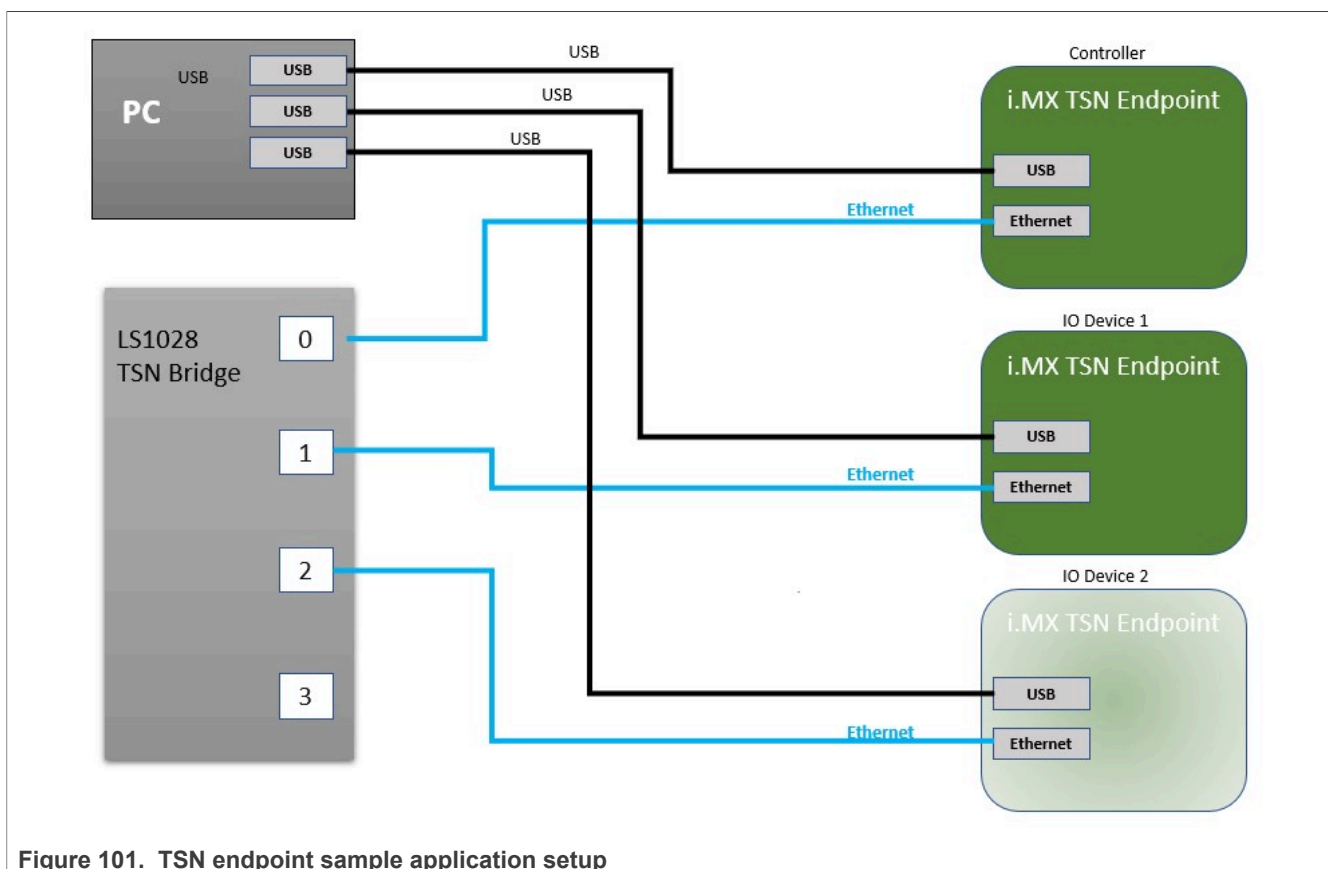 USB
PC
USB
USB
USB
USB
USB
USB
Controller
i.MX TSN Endpoint
USB
Ethernet
Ethernet
LS1028
TSN Bridge
0
1
2
3
IO Device 1
i.MX TSN Endpoint
USB
Ethernet
Ethernet
IO Device 2
i.MX TSN Endpoint
USB
Ethernet
Ethernet
Figure 101. TSN endpoint sample application setup